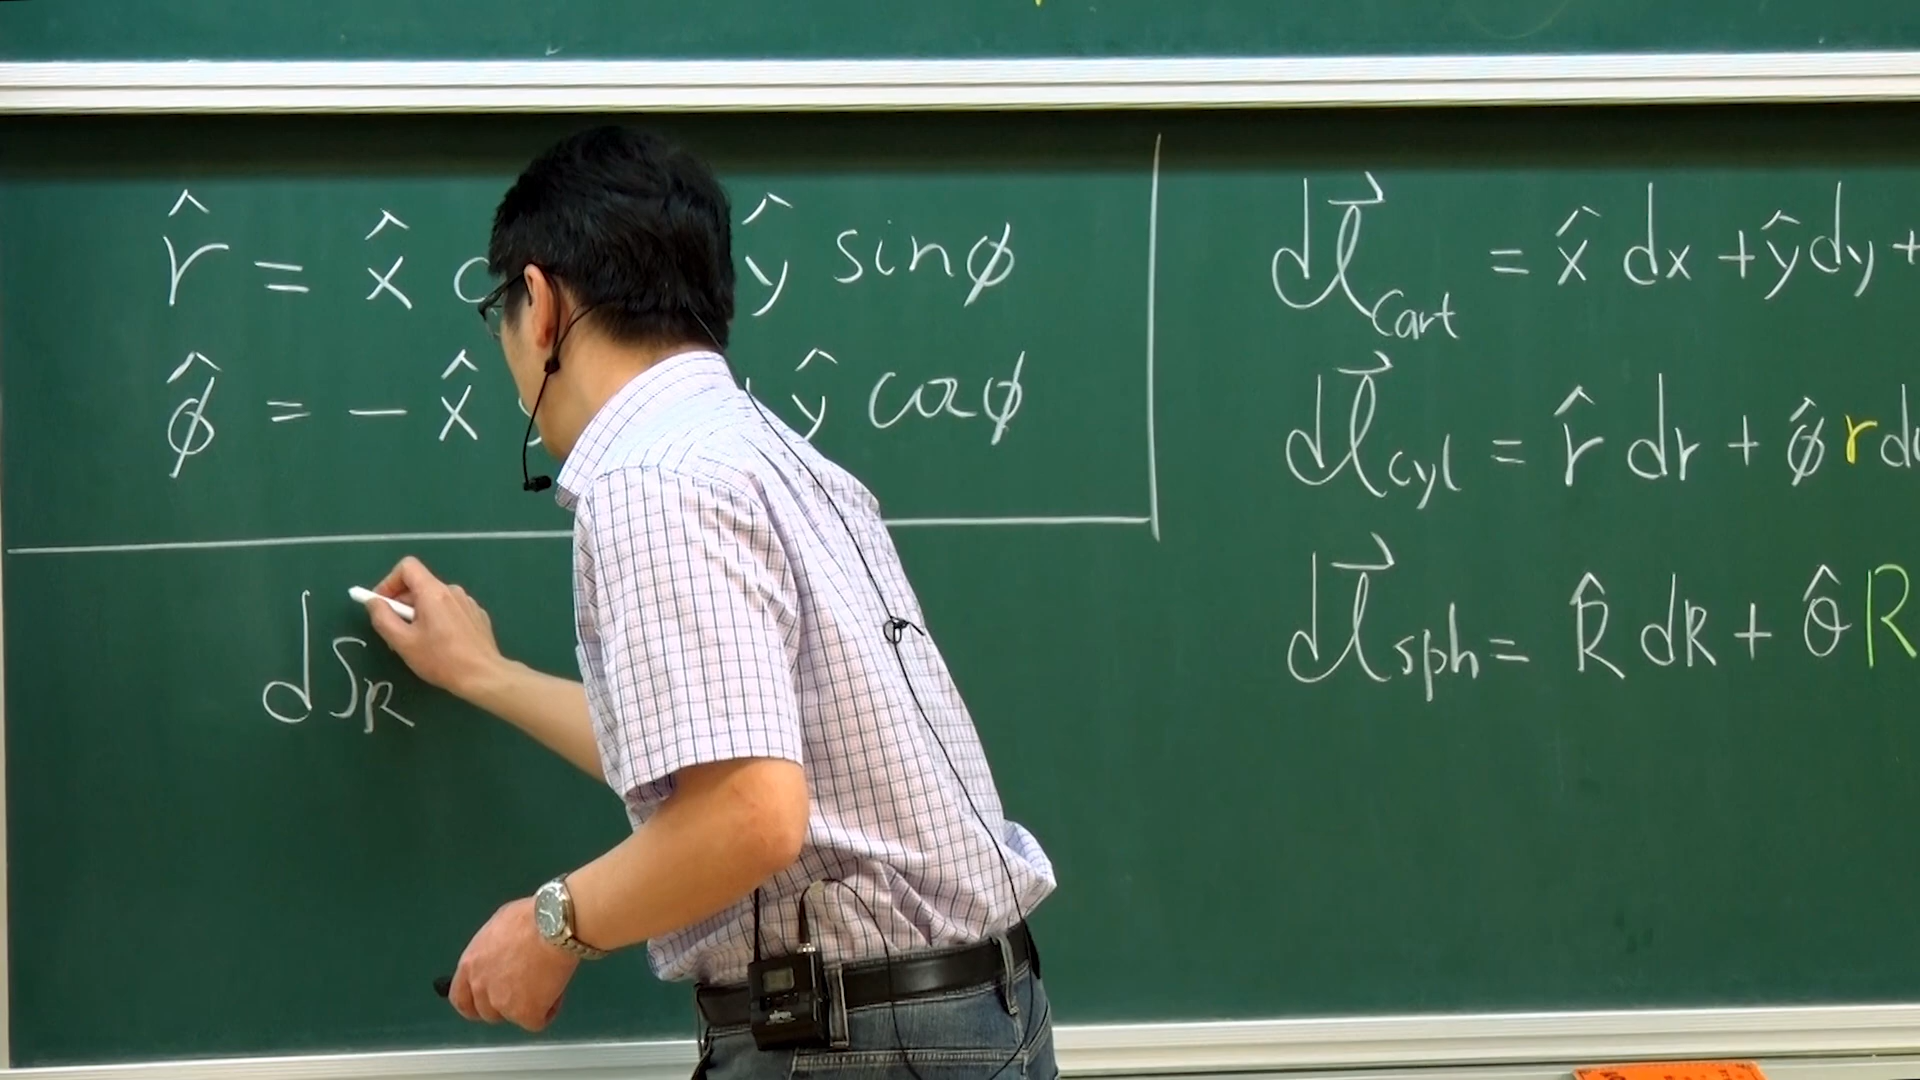 r̂ = x̂ c ŷ sinϕ
ϕ̂ = - x̂ ŷ cosϕ
dS_R
dl⃗_Cart = x̂ dx + ŷ dy +
dl⃗_cyl = r̂ dr + ϕ̂ r d
dl⃗_sph = R̂ dR + θ̂ R